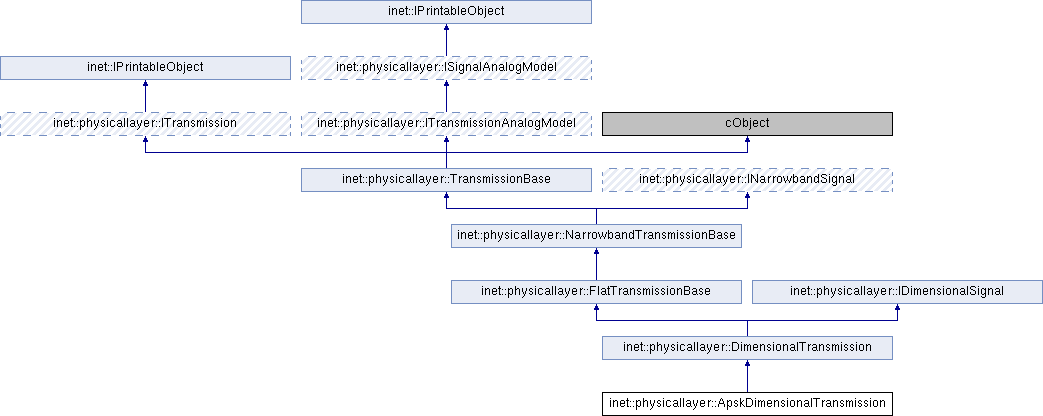 inet::IPrintableObject
inet::IPrintableObject
inet::physicallayer::ISignalAnalogModel
inet::physicallayer::ITransmission
inet::physicallayer::ITransmissionAnalogModel
cObject
inet::physicallayer::TransmissionBase
inet::physicallayer::INarrowbandSignal
inet::physicallayer::NarrowbandTransmissionBase
inet::physicallayer::FlatTransmissionBase
inet::physicallayer::IDimensionalSignal
inet::physicallayer::DimensionalTransmission
inet::physicallayer::ApskDimensionalTransmission